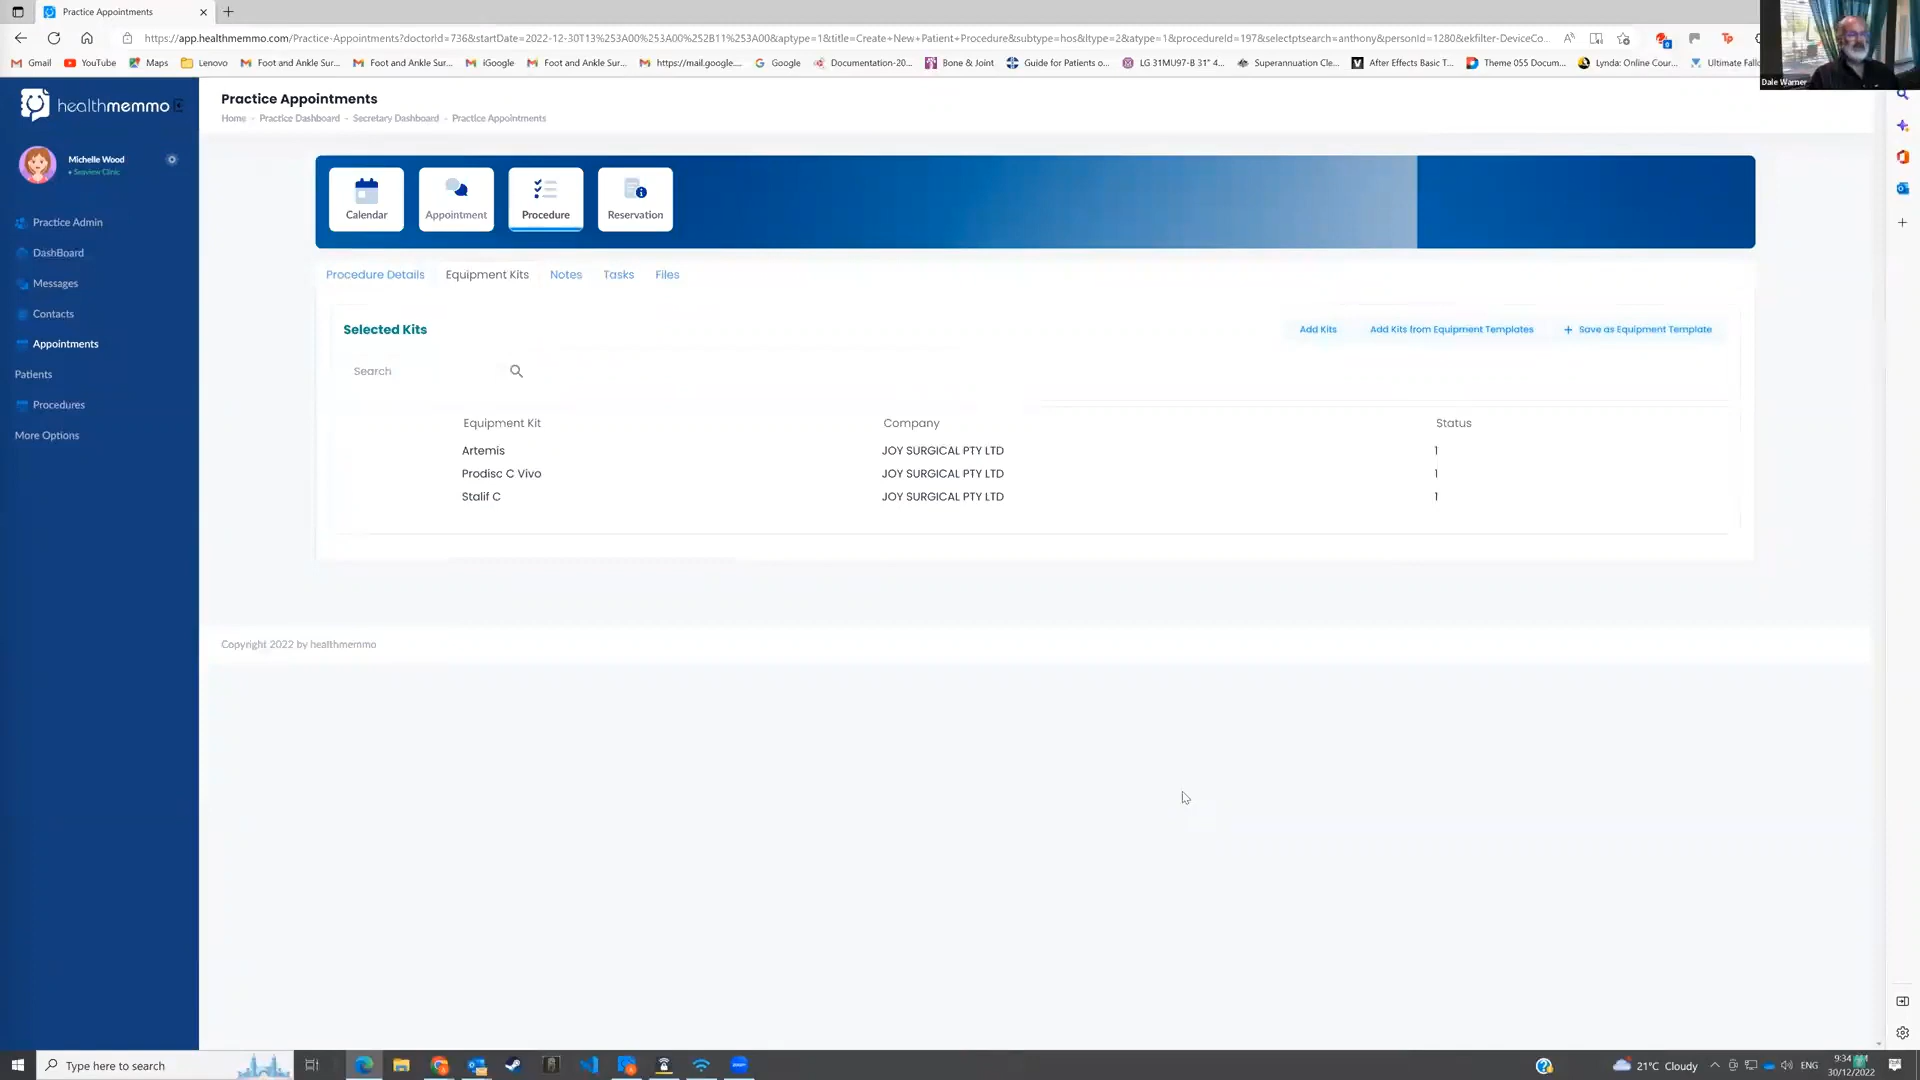 Practice Appointments
https://app.healthmemmo.com/Practice-Appointments?doctorId=736&startDate=2022-12-30T13%253A00%253A00%252B11%253A00&aptype=1&title=Create+New+Patient+Procedure&subtype=hos&ltype=2&atype=1&procedureId=197&selectptsearch=anthony&personId=1280&ekfilter-DeviceCo...
Gmail YouTube Maps Lenovo Foot and Ankle Sur... Foot and Ankle Sur... iGoogle Foot and Ankle Sur... https://mail.google.... Google Documentation-20... Bone & Joint Guide for Patients o... LG 31MU97-B 31" 4... Superannuation Cle... After Effects Basic T... Theme 055 Docum... Lynda: Online Cour... Ultimate Fallo
Dale Warner
healthmemmo
Michelle Wood
Seaview Clinic
Practice Admin
DashBoard
Messages
Contacts
Appointments
Patients
Procedures
More Options
Practice Appointments
Home - Practice Dashboard - Secretary Dashboard - Practice Appointments
Calendar Appointment Procedure Reservation
Procedure Details Equipment Kits Notes Tasks Files
Selected Kits Add Kits Add Kits from Equipment Templates + Save as Equipment Template
Search
Equipment Kit Company Status
Artemis JOY SURGICAL PTY LTD 1
Prodisc C Vivo JOY SURGICAL PTY LTD 1
Stalif C JOY SURGICAL PTY LTD 1
Copyright 2022 by healthmemmo
Type here to search
21°C Cloudy ENG
9:34
30/12/2022